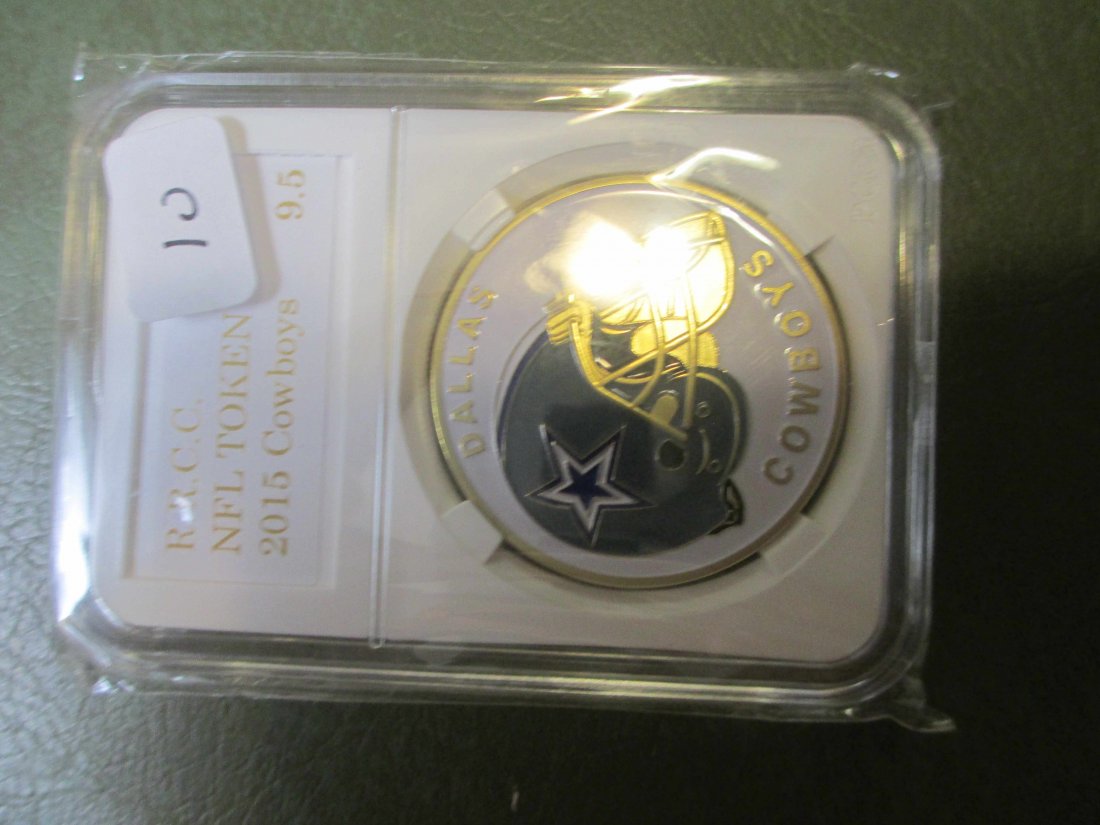 R.R.C.C.
NFL TOKEN
2015 Cowboys 9.5
10
DALLAS
COWBOYS